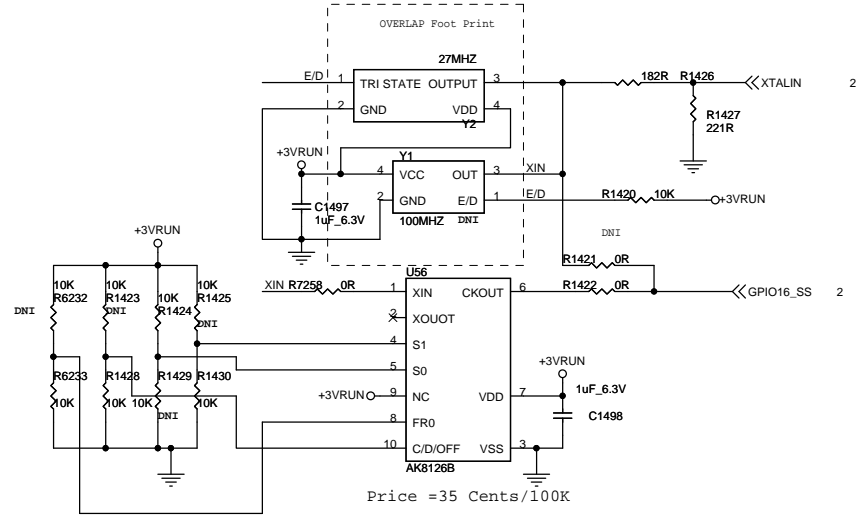 OVERLAP Foot Print
27MHZ
E/D 1 TRI STATE OUTPUT 3 182R R1426 XTALIN 2
2 GND VDD 4
Y2
R1427
221R
+3VRUN Y1
4 VCC OUT 3 XIN
C1497
1uF_6.3V
2 GND E/D 1 E/D R1420 10K +3VRUN
100MHZ DNI
DNI
+3VRUN
R1421 0R
U56
10K 10K 10K 10K
R6232 R1423 R1424 R1425
DNI DNI DNI
XIN R7258 0R 1 XIN CKOUT 6 R1422 0R GPIO16_SS 2
2 XOUOT
4 S1
5 S0
+3VRUN
R6233 R1428 R1429 R1430
10K 10K 10K 10K
DNI
+3VRUN 9 NC VDD 7 1uF_6.3V
C1498
8 FR0
10 C/D/OFF VSS 3
AK8126B
Price =35 Cents/100K